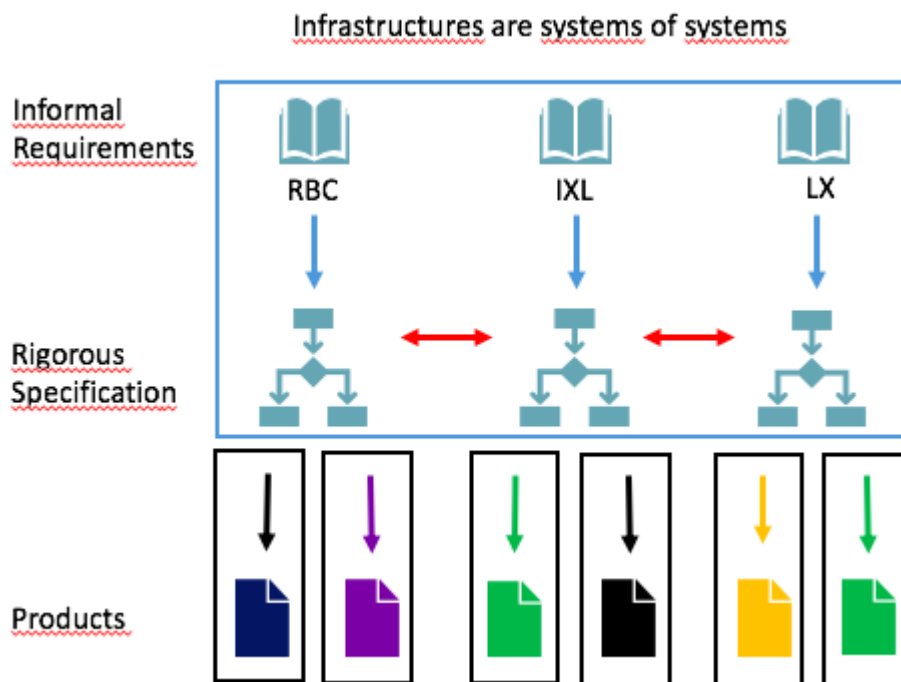 Infrastructures are systems of systems
Informal
Requirements
RBC
IXL
LX
Rigorous
Specification
Products